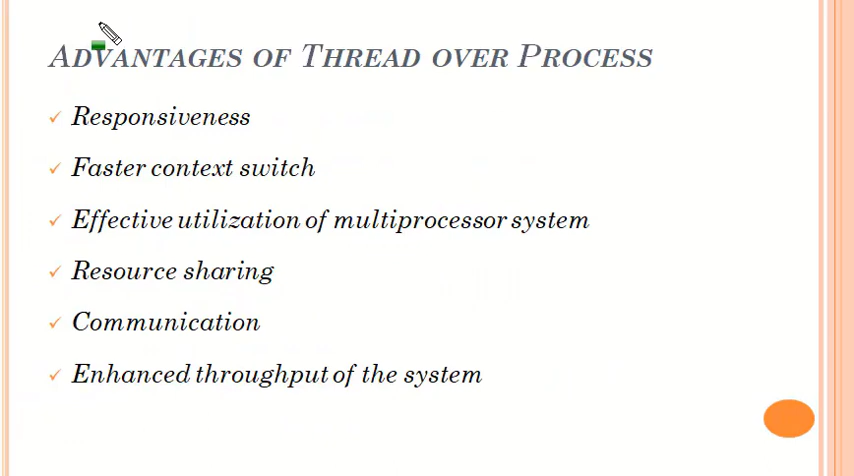 ADVANTAGES OF THREAD OVER PROCESS
Responsiveness
Faster context switch
Effective utilization of multiprocessor system
Resource sharing
Communication
Enhanced throughput of the system